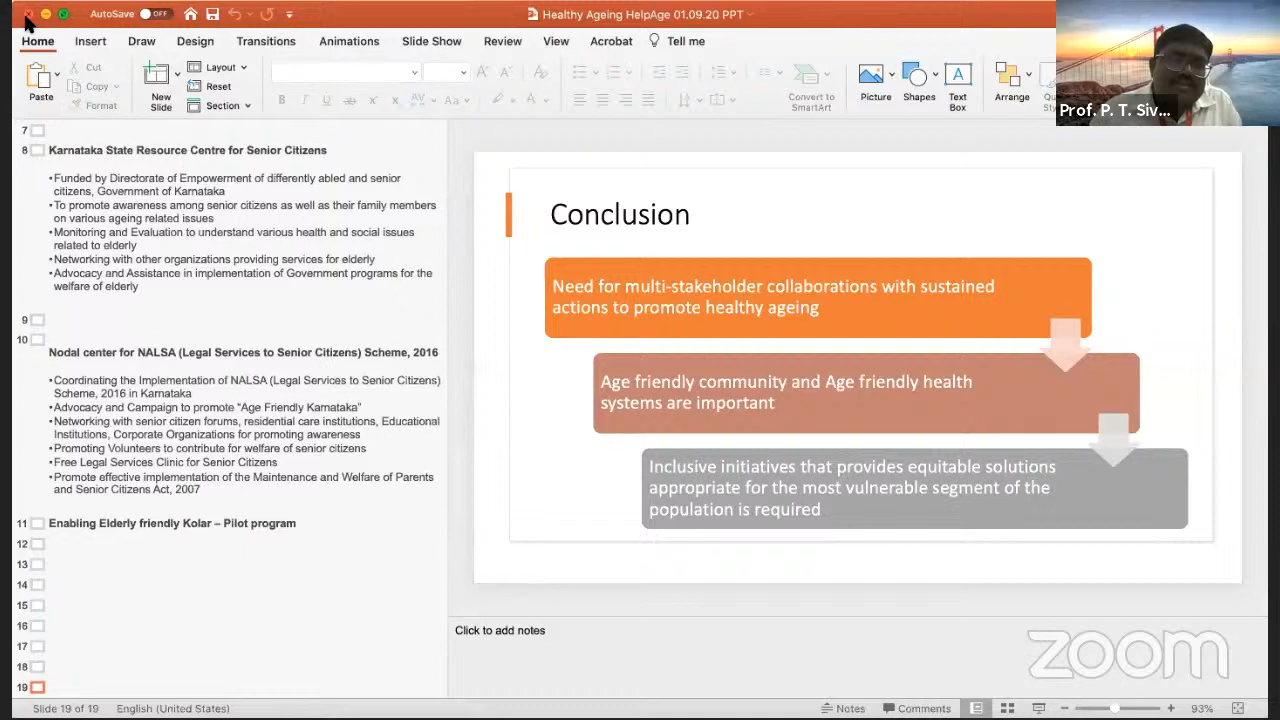 AutoSave OFF
Healthy Ageing HelpAge 01.09.20 PPT
Home Insert Draw Design Transitions Animations Slide Show Review View Acrobat Tell me
Paste
Cut
Copy
Format
New
Slide
Layout
Reset
Section
B I U ab x x AV Aa A
Convert to
SmartArt
Picture
Shapes
Text
Box
Arrange
Prof. P. T. Siv...
7
8 Karnataka State Resource Centre for Senior Citizens
•Funded by Directorate of Empowerment of differently abled and senior
citizens, Government of Karnataka
•To promote awareness among senior citizens as well as their family members
on various ageing related issues
•Monitoring and Evaluation to understand various health and social issues
related to elderly
•Networking with other organizations providing services for elderly
•Advocacy and Assistance in implementation of Government programs for the
welfare of elderly
9
10
Nodal center for NALSA (Legal Services to Senior Citizens) Scheme, 2016
•Coordinating the Implementation of NALSA (Legal Services to Senior Citizens)
Scheme, 2016 in Karnataka
•Advocacy and Campaign to promote "Age Friendly Karnataka"
•Networking with senior citizen forums, residential care institutions, Educational
Institutions, Corporate Organizations for promoting awareness
•Promoting Volunteers to contribute for welfare of senior citizens
•Free Legal Services Clinic for Senior Citizens
•Promote effective implementation of the Maintenance and Welfare of Parents
and Senior Citizens Act, 2007
11 Enabling Elderly friendly Kolar – Pilot program
12
13
14
15
16
17
18
19
Conclusion
Need for multi-stakeholder collaborations with sustained
actions to promote healthy ageing
Age friendly community and Age friendly health
systems are important
Inclusive initiatives that provides equitable solutions
appropriate for the most vulnerable segment of the
population is required
Click to add notes
zoom
Slide 19 of 19 English (United States)
Notes Comments 93%